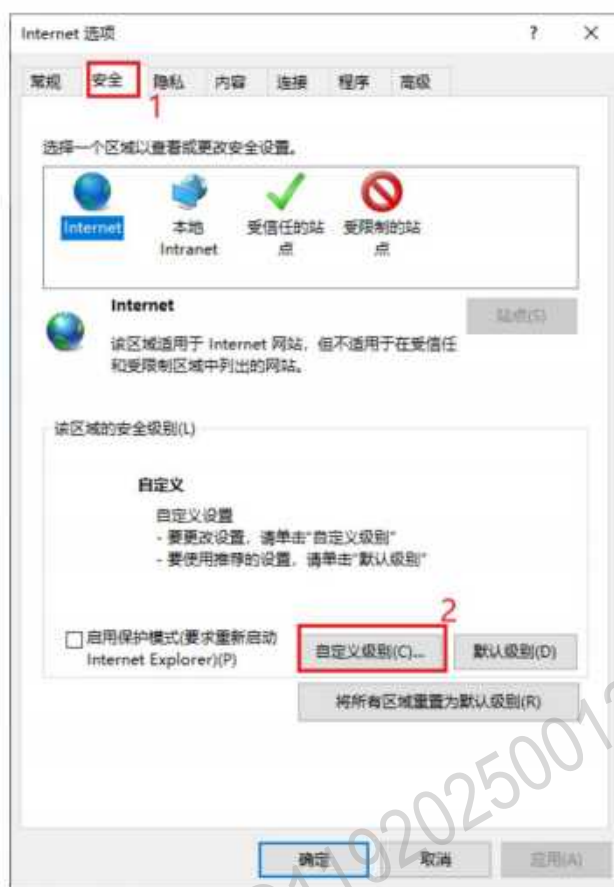 Internet 选项
? ×
常规 安全 隐私 内容 连接 程序 高级
1
选择一个区域以查看或更改安全设置。
Internet
本地
Intranet
受信任的站
点
受限制的站
点
Internet
站点(S)
该区域适用于 Internet 网站，但不适用于在受信任
和受限制区域中列出的网站。
该区域的安全级别(L)
自定义
自定义设置
- 要更改设置，请单击"自定义级别"
- 要使用推荐的设置，请单击"默认级别"
2
启用保护模式(要求重新启动
Internet Explorer)(P)
自定义级别(C)...
默认级别(D)
将所有区域重置为默认级别(R)
确定
取消
应用(A)